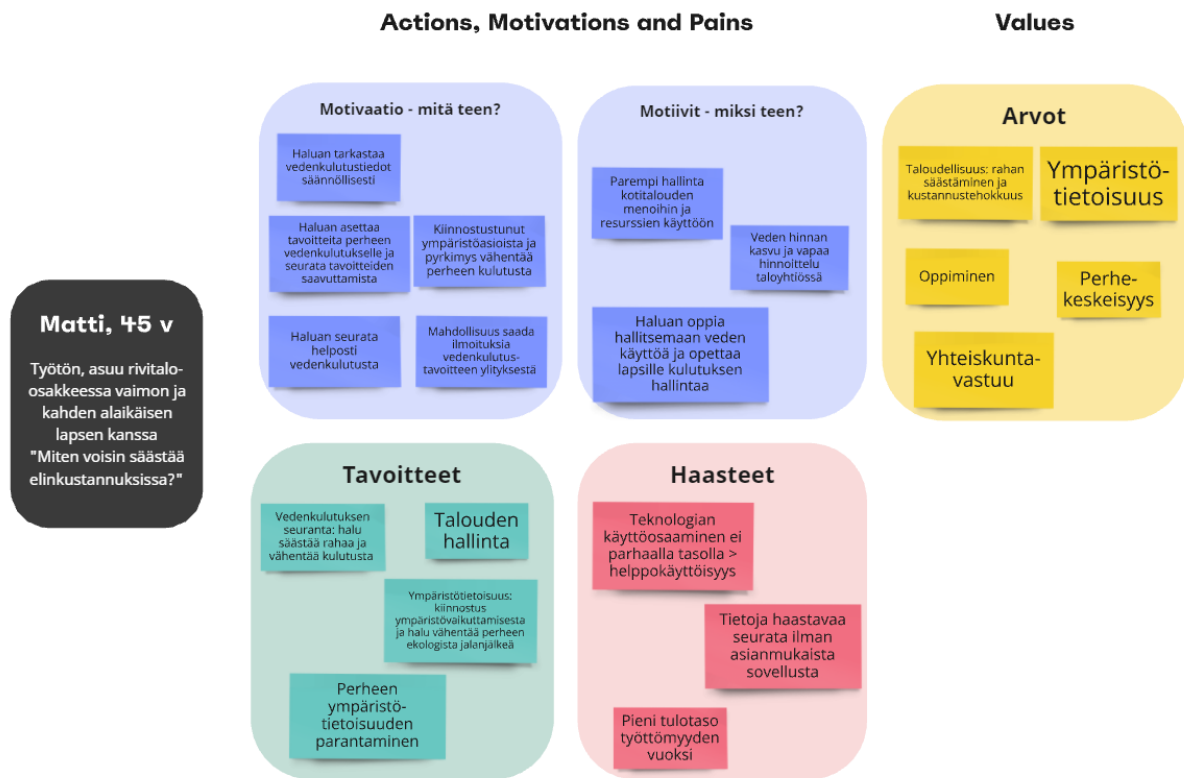 Actions, Motivations and Pains
Values
Matti, 45 v
Työtön, asuu rivitalo-
osakkeessa vaimon ja
kahden alaikäisen
lapsen kanssa
"Miten voisin säästää
elinkustannuksissa?"
Motivaatio - mitä teen?
Haluan tarkastaa
vedenkulutustiedot
säännöllisesti
Haluan asettaa
tavoitteita perheen
vedenkulutukselle ja
seurata tavoitteiden
saavuttamista
Kiinnostustunut
ympäristöasioista ja
pyrkimys vähentää
perheen kulutusta
Haluan seurata
helposti
vedenkulutusta
Mahdollisuus saada
ilmoituksia
vedenkulutus-
tavoitteen ylityksestä
Motiivit - miksi teen?
Parempi hallinta
kotitalouden
menoihin ja
resurssien käyttöön
Veden hinnan
kasvu ja vapaa
hinnoittelu
taloyhtiössä
Haluan oppia
hallitsemaan veden
käyttöä ja opettaa
lapsille kulutuksen
hallintaa
Arvot
Taloudellisuus: rahan
säästäminen ja
kustannustehokkuus
Ympäristö-
tietoisuus
Oppiminen
Perhe-
keskeisyys
Yhteiskunta-
vastuu
Tavoitteet
Vedenkulutuksen
seuranta: halu
säästää rahaa ja
vähentää kulutusta
Talouden
hallinta
Ympäristötietoisuus:
kiinnostus
ympäristövaikuttamisesta
ja halu vähentää perheen
ekologista jalanjälkeä
Perheen
ympäristö-
tietoisuuden
parantaminen
Haasteet
Teknologian
käyttöosaaminen ei
parhaalla tasolla >
helppokäyttöisyys
Tietoja haastavaa
seurata ilman
asianmukaista
sovellusta
Pieni tulotaso
työttömyyden
vuoksi